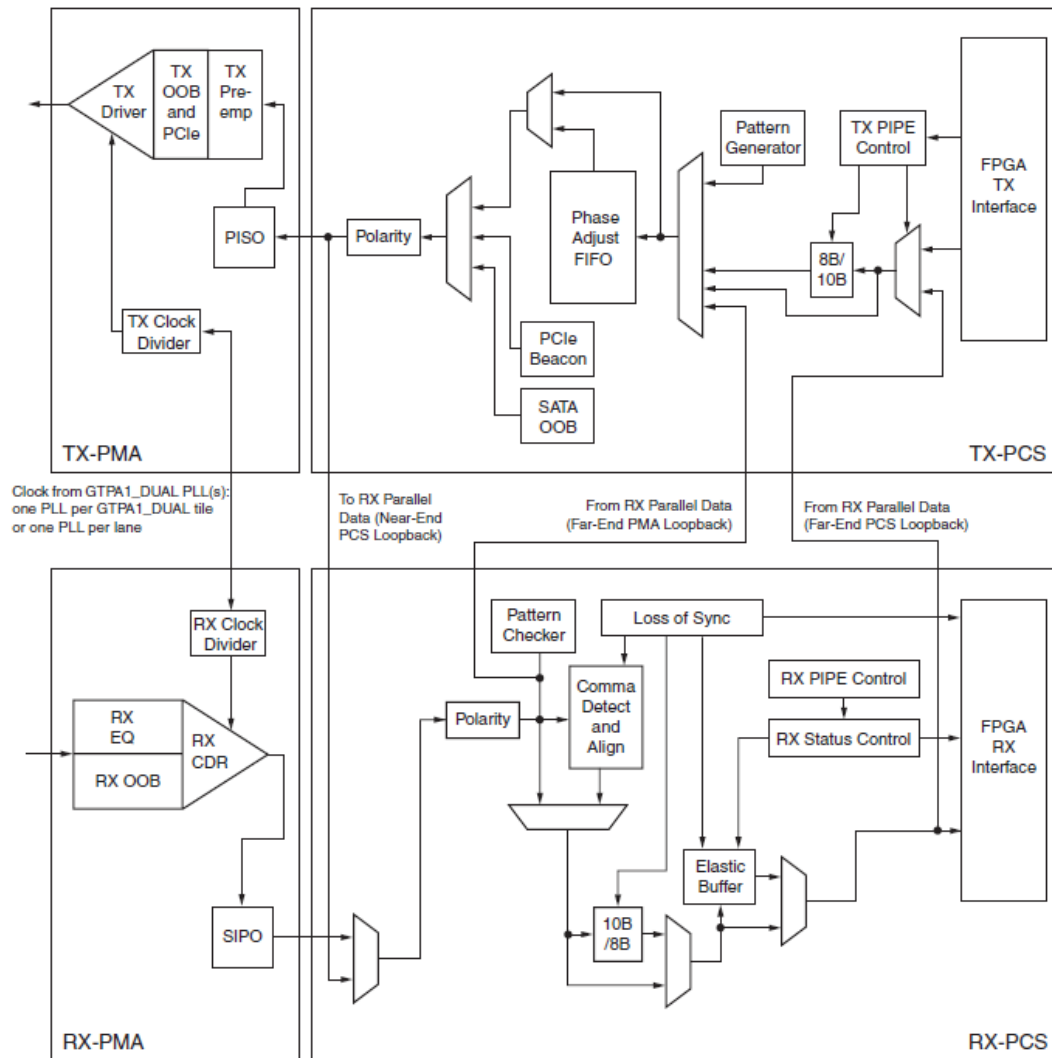 TX
Driver
TX
OOB
and
PCIe
TX
Pre-
emp
PISO
TX Clock
Divider
TX-PMA
Polarity
Phase
Adjust
FIFO
PCIe
Beacon
SATA
OOB
Pattern
Generator
TX PIPE
Control
8B/
10B
FPGA
TX
Interface
TX-PCS
Clock from GTPA1_DUAL PLL(s):
one PLL per GTPA1_DUAL tile
or one PLL per lane
To RX Parallel
Data (Near-End
PCS Loopback)
From RX Parallel Data
(Far-End PMA Loopback)
From RX Parallel Data
(Far-End PCS Loopback)
RX Clock
Divider
RX
EQ
RX OOB
RX
CDR
SIPO
RX-PMA
Pattern
Checker
Loss of Sync
Polarity
Comma
Detect
and
Align
RX PIPE Control
RX Status Control
FPGA
RX
Interface
Elastic
Buffer
10B
/8B
RX-PCS